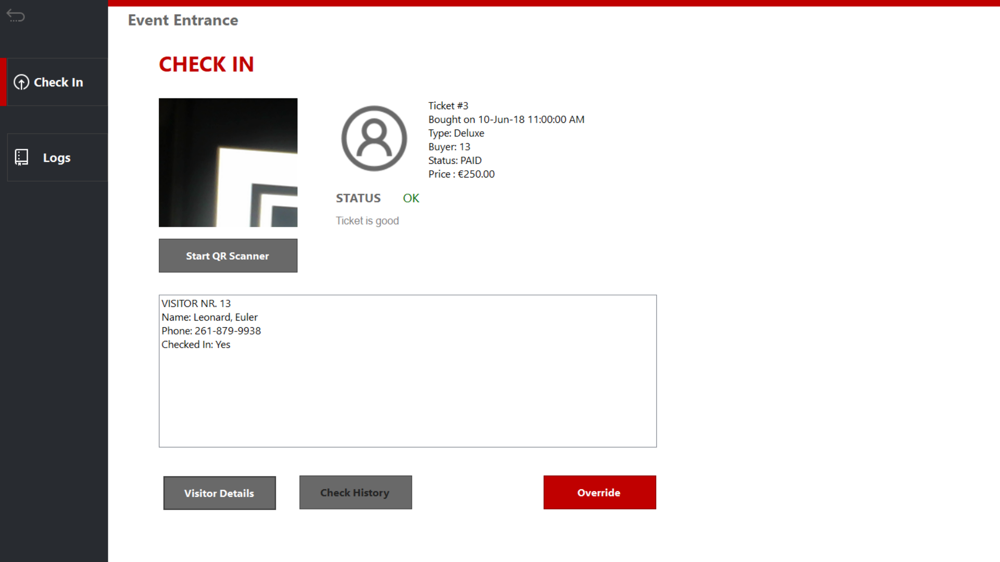 Event Entrance
CHECK IN
Check In
Logs
Ticket #3
Bought on 10-Jun-18 11:00:00 AM
Type: Deluxe
Buyer: 13
Status: PAID
Price : €250.00
STATUS OK
Ticket is good
Start QR Scanner
VISITOR NR. 13
Name: Leonard, Euler
Phone: 261-879-9938
Checked In: Yes
Visitor Details
Check History
Override